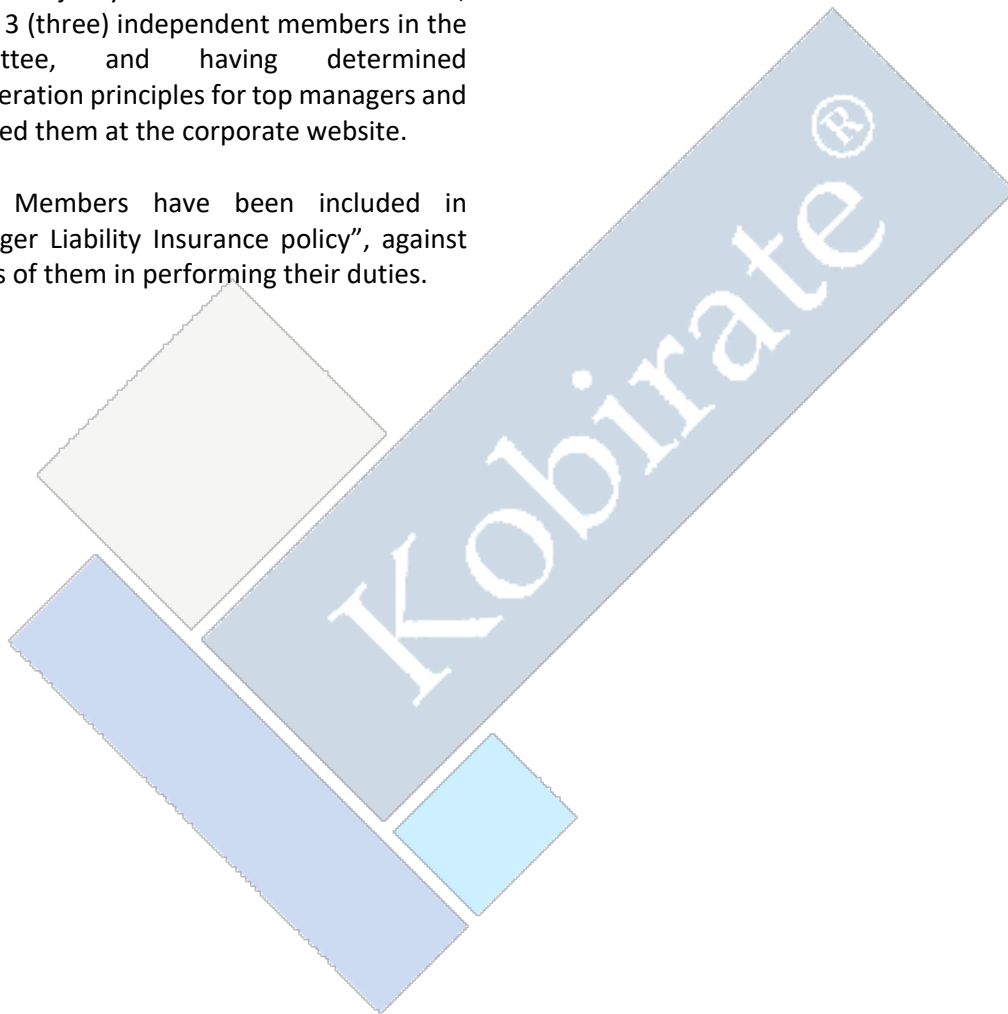 3 (three) independent members in the
ttee, and having determined
eration principles for top managers and
ed them at the corporate website.
Members have been included in
ger Liability Insurance policy”, against
s of them in performing their duties.
Kobirate®